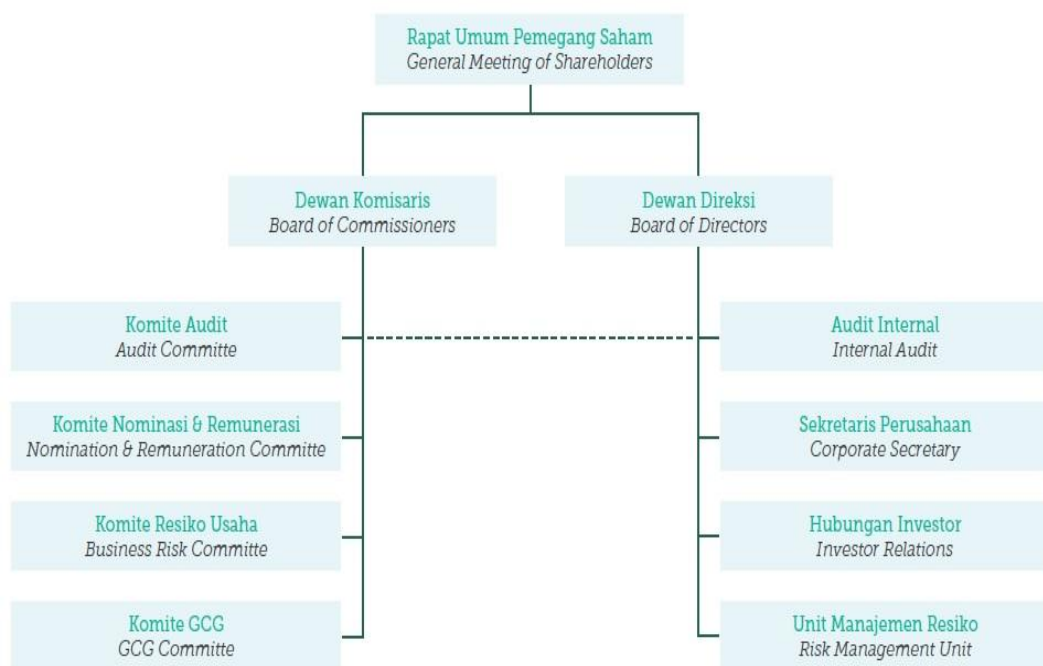 Rapat Umum Pemegang Saham
General Meeting of Shareholders
Dewan Komisaris
Board of Commissioners
Dewan Direksi
Board of Directors
Komite Audit
Audit Committe
Audit Internal
Internal Audit
Komite Nominasi & Remunerasi
Nomination & Remuneration Committe
Sekretaris Perusahaan
Corporate Secretary
Komite Resiko Usaha
Business Risk Committe
Hubungan Investor
Investor Relations
Komite GCG
GCG Committe
Unit Manajemen Resiko
Risk Management Unit